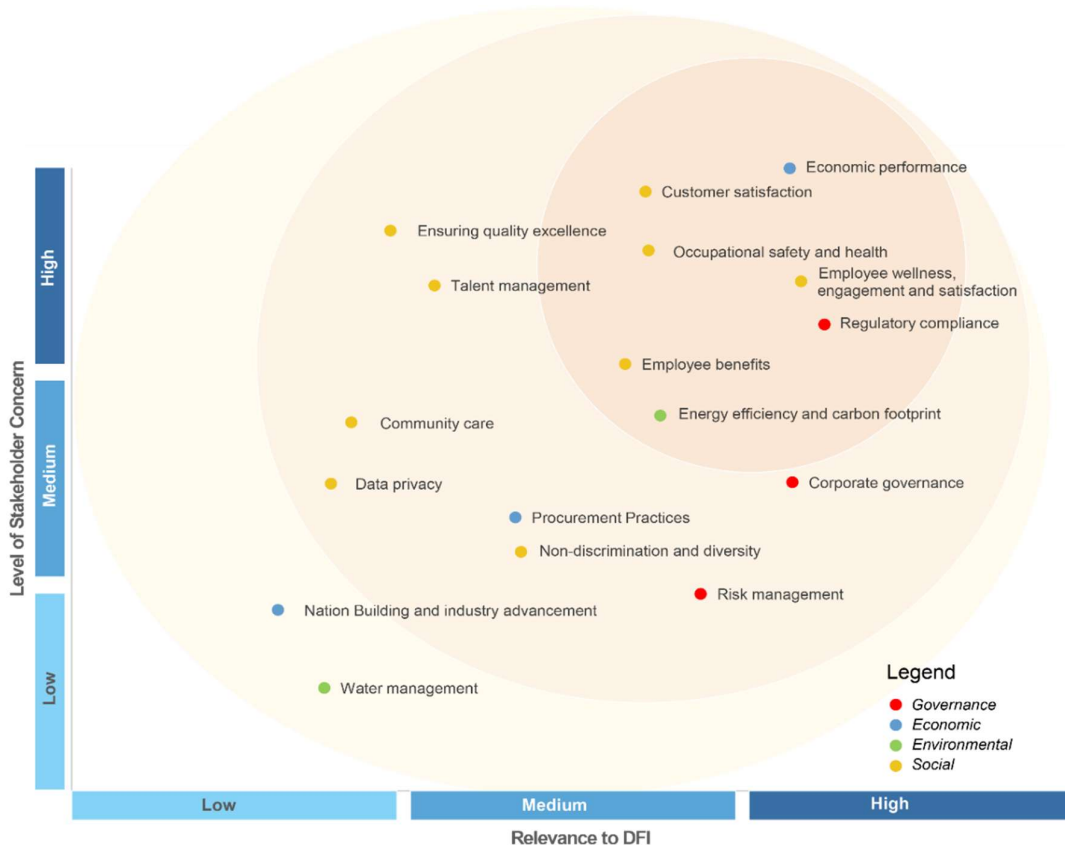 Economic performance
Customer satisfaction
Ensuring quality excellence
Occupational safety and health
Employee wellness,
engagement and satisfaction
Talent management
Regulatory compliance
Employee benefits
Energy efficiency and carbon footprint
Community care
Data privacy
Corporate governance
Procurement Practices
Non-discrimination and diversity
Risk management
Nation Building and industry advancement
Water management
Level of Stakeholder Concern
High
Medium
Low
Legend
Governance
Economic
Environmental
Social
Low
Medium
High
Relevance to DFI